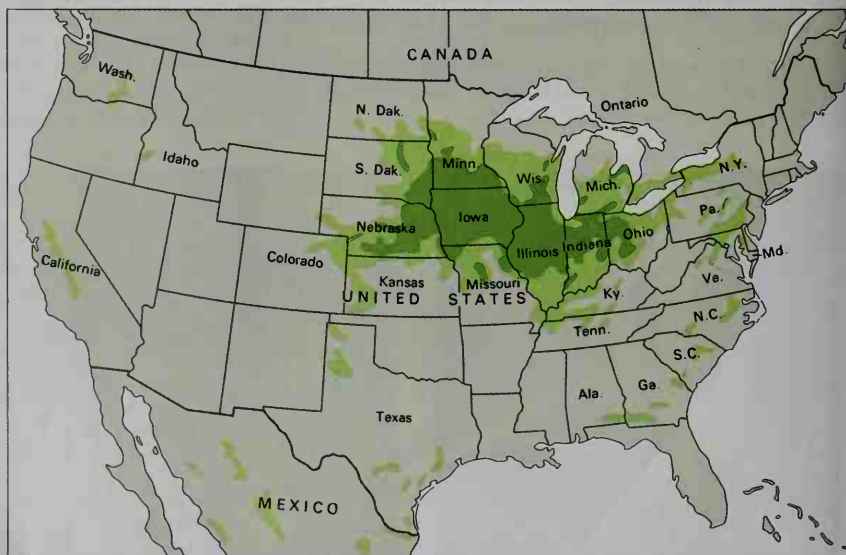 CANADA
Wash.
Ontario
N. Dak.
Minn.
Idaho
S. Dak.
Wis.
Mich.
N.Y.
Pa.
Nebraska
Iowa
Ohio
Illinois
Indiana
Md.
California
Colorado
Kansas
Missouri
Ve.
Ky.
UNITED STATES
N.C.
Tenn.
S.C.
Ala.
Ga.
Texas
MEXICO